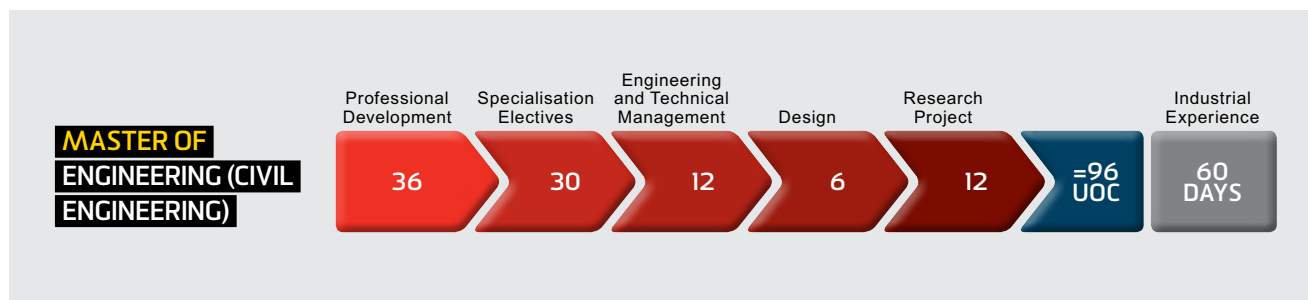 MASTER OF
ENGINEERING (CIVIL
ENGINEERING)
Professional
Development
36
Specialisation
Electives
30
Engineering
and Technical
Management
12
Design
6
Research
Project
12
=96
UOC
Industrial
Experience
60
DAYS